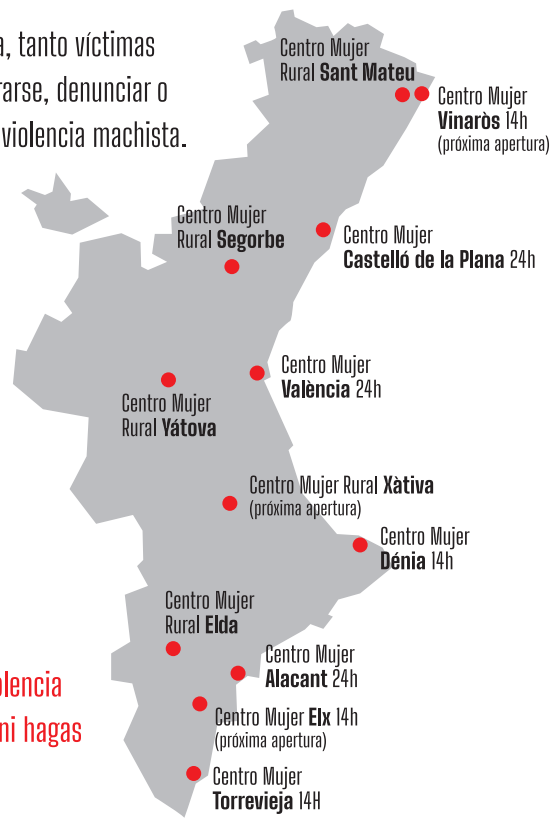 a, tanto víctimas
rarse, denunciar o
violencia machista.
Centro Mujer
Rural Sant Mateu
Centro Mujer
Vinaròs 14h
(próxima apertura)
Centro Mujer
Rural Segorbe
Centro Mujer
Castelló de la Plana 24h
Centro Mujer
València 24h
Centro Mujer
Rural Yátova
Centro Mujer Rural Xàtiva
(próxima apertura)
Centro Mujer
Dénia 14h
Centro Mujer
Rural Elda
Centro Mujer
Alacant 24h
olencia
ni hagas
Centro Mujer Elx 14h
(próxima apertura)
Centro Mujer
Torrevieja 14H